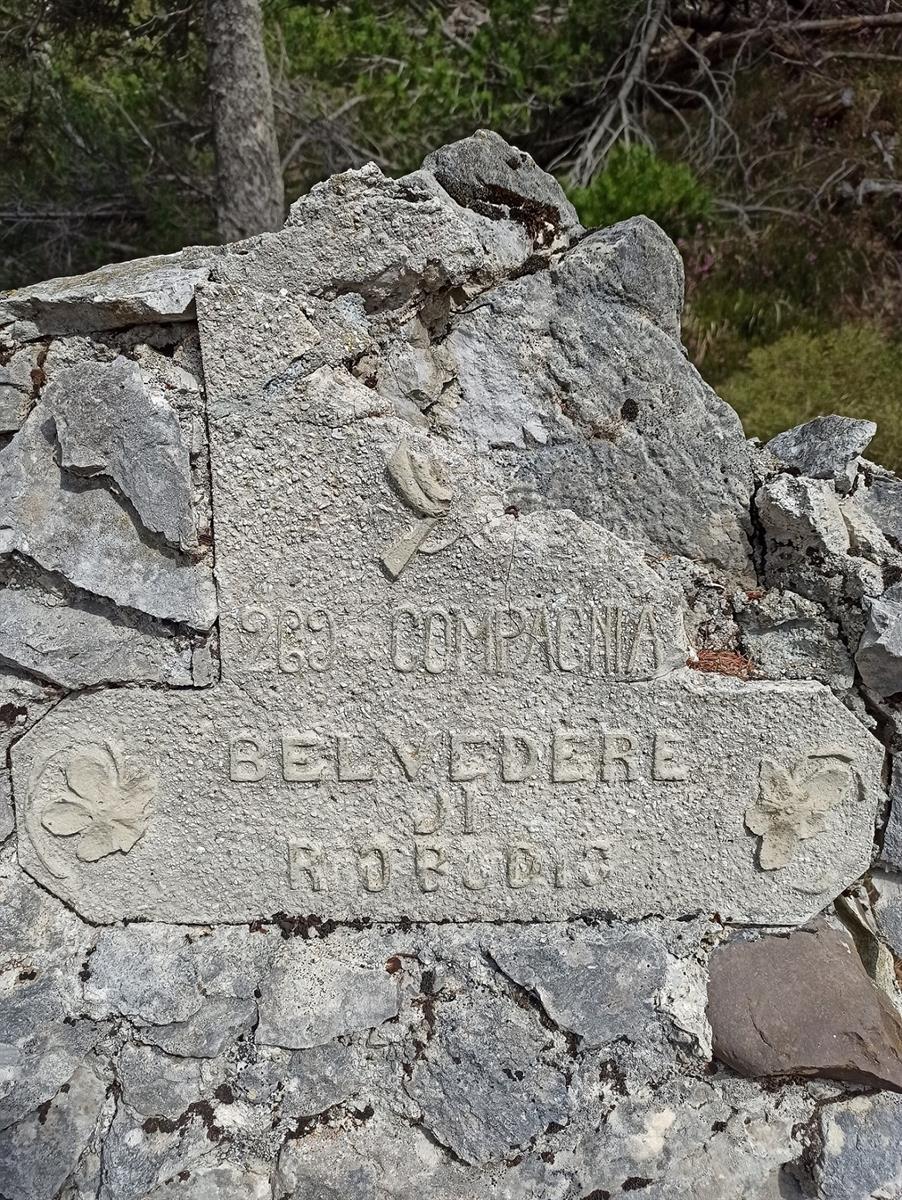 269 COMPAGNIA
BELVEDERE
DI